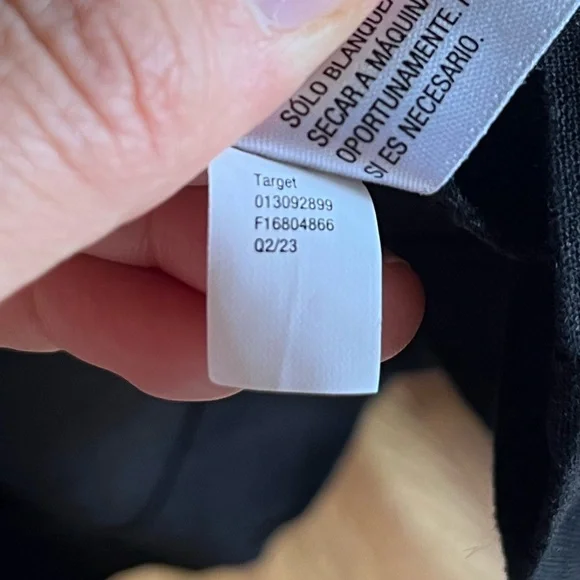 SÓLO BLANQUE
SECAR A MÁQUINA
OPORTUNAMENTE.
SI ES NECESARIO.
Target
013092899
F16804866
Q2/23